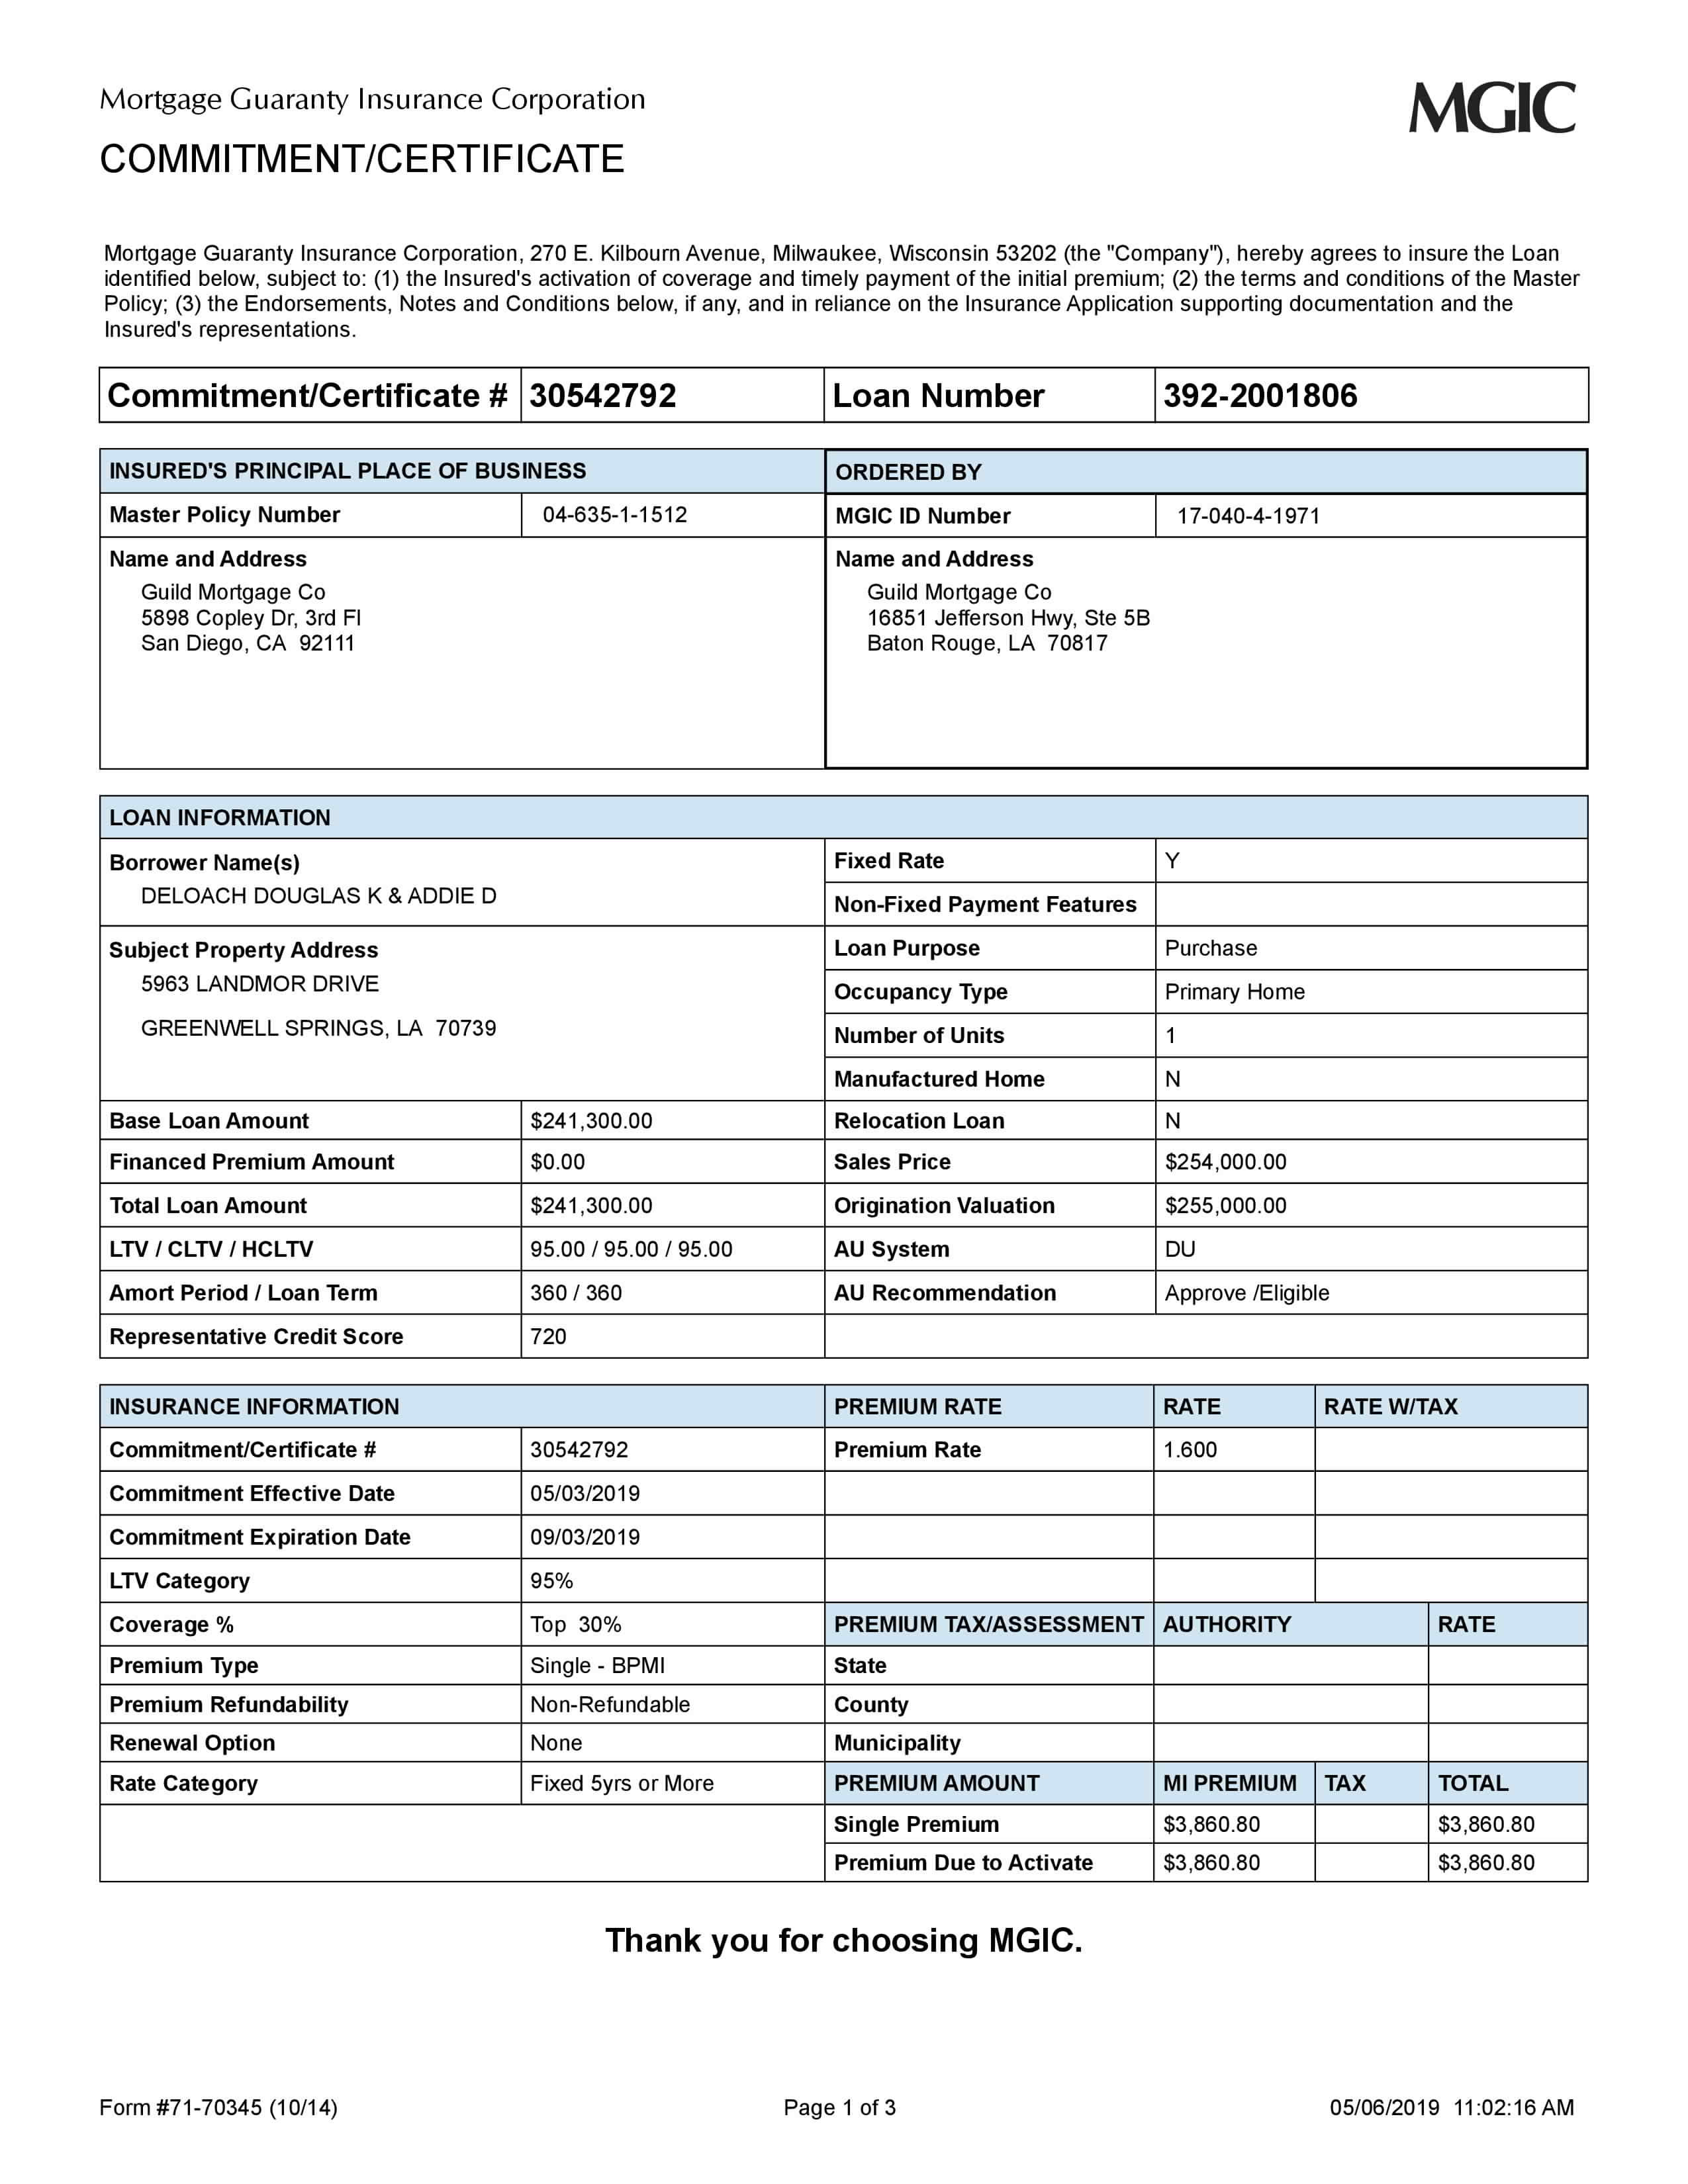 Mortgage Guaranty Insurance Corporation
MGIC
COMMITMENT/CERTIFICATE
Mortgage Guaranty Insurance Corporation, 270 E. Kilbourn Avenue, Milwaukee, Wisconsin 53202 (the "Company"), hereby agrees to insure the Loan
identified below, subject to: (1) the Insured's activation of coverage and timely payment of the initial premium; (2) the terms and conditions of the Master
Policy; (3) the Endorsements, Notes and Conditions below, if any, and in reliance on the Insurance Application supporting documentation and the
Insured's representations.
Commitment/Certificate # 30542792 Loan Number 392-2001806
INSURED'S PRINCIPAL PLACE OF BUSINESS
Master Policy Number 04-635-1-1512
Name and Address
Guild Mortgage Co
5898 Copley Dr, 3rd Fl
San Diego, CA 92111
ORDERED BY
MGIC ID Number 17-040-4-1971
Name and Address
Guild Mortgage Co
16851 Jefferson Hwy, Ste 5B
Baton Rouge, LA 70817
LOAN INFORMATION
Borrower Name(s)
DELOACH DOUGLAS K & ADDIE D
Subject Property Address
5963 LANDMOR DRIVE
GREENWELL SPRINGS, LA 70739
Fixed Rate Y
Non-Fixed Payment Features
Loan Purpose Purchase
Occupancy Type Primary Home
Number of Units 1
Manufactured Home N
Base Loan Amount $241,300.00 Relocation Loan N
Financed Premium Amount $0.00 Sales Price $254,000.00
Total Loan Amount $241,300.00 Origination Valuation $255,000.00
LTV / CLTV / HCLTV 95.00 / 95.00 / 95.00 AU System DU
Amort Period / Loan Term 360 / 360 AU Recommendation Approve /Eligible
Representative Credit Score 720
INSURANCE INFORMATION PREMIUM RATE RATE RATE W/TAX
Commitment/Certificate # 30542792 Premium Rate 1.600
Commitment Effective Date 05/03/2019
Commitment Expiration Date 09/03/2019
LTV Category 95%
Coverage % Top 30% PREMIUM TAX/ASSESSMENT AUTHORITY RATE
Premium Type Single - BPMI State
Premium Refundability Non-Refundable County
Renewal Option None Municipality
Rate Category Fixed 5yrs or More PREMIUM AMOUNT MI PREMIUM TAX TOTAL
Single Premium $3,860.80 $3,860.80
Premium Due to Activate $3,860.80 $3,860.80
Thank you for choosing MGIC.
Form #71-70345 (10/14) Page 1 of 3 05/06/2019 11:02:16 AM